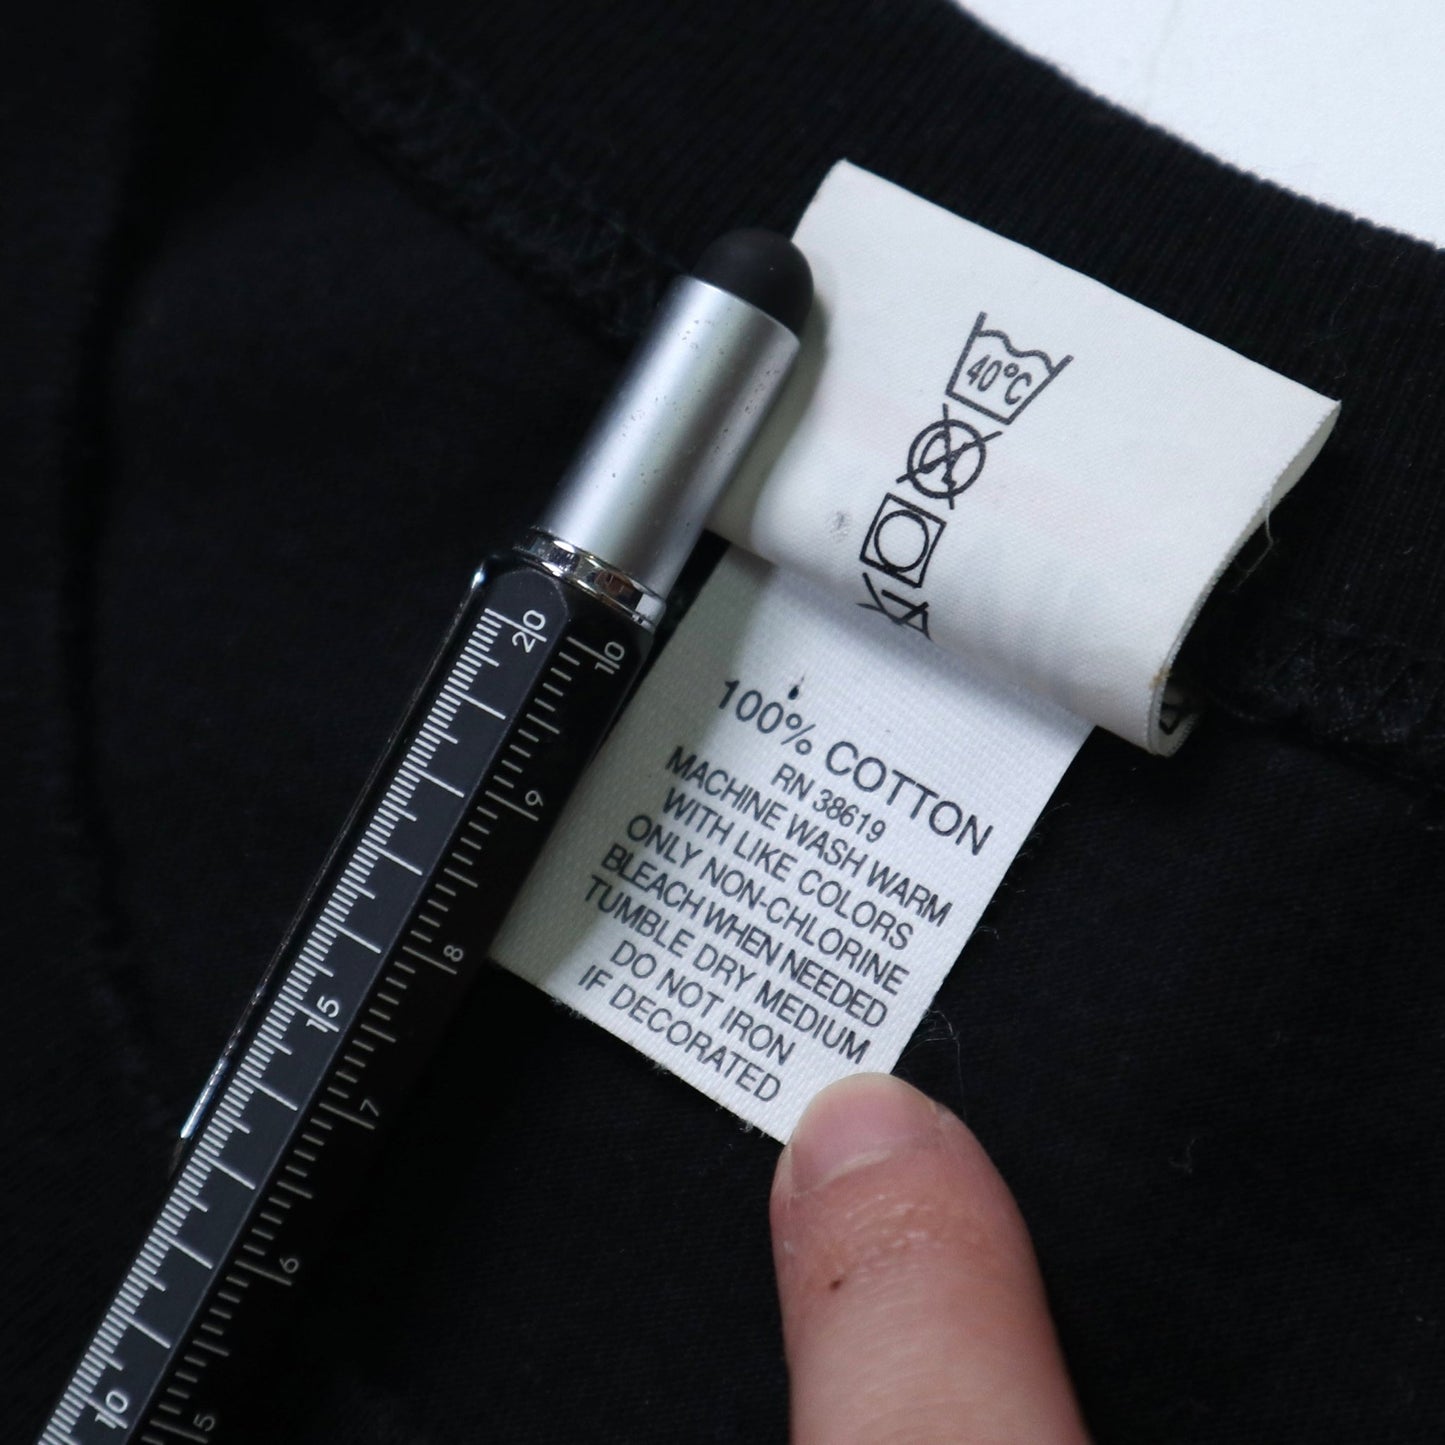 40°C
100% COTTON
RN 38619
MACHINE WASH WARM
WITH LIKE COLORS
ONLY NON-CHLORINE
BLEACH WHEN NEEDED
TUMBLE DRY MEDIUM
DO NOT IRON
IF DECORATED
20
15
10
10
9
8
7
6
5